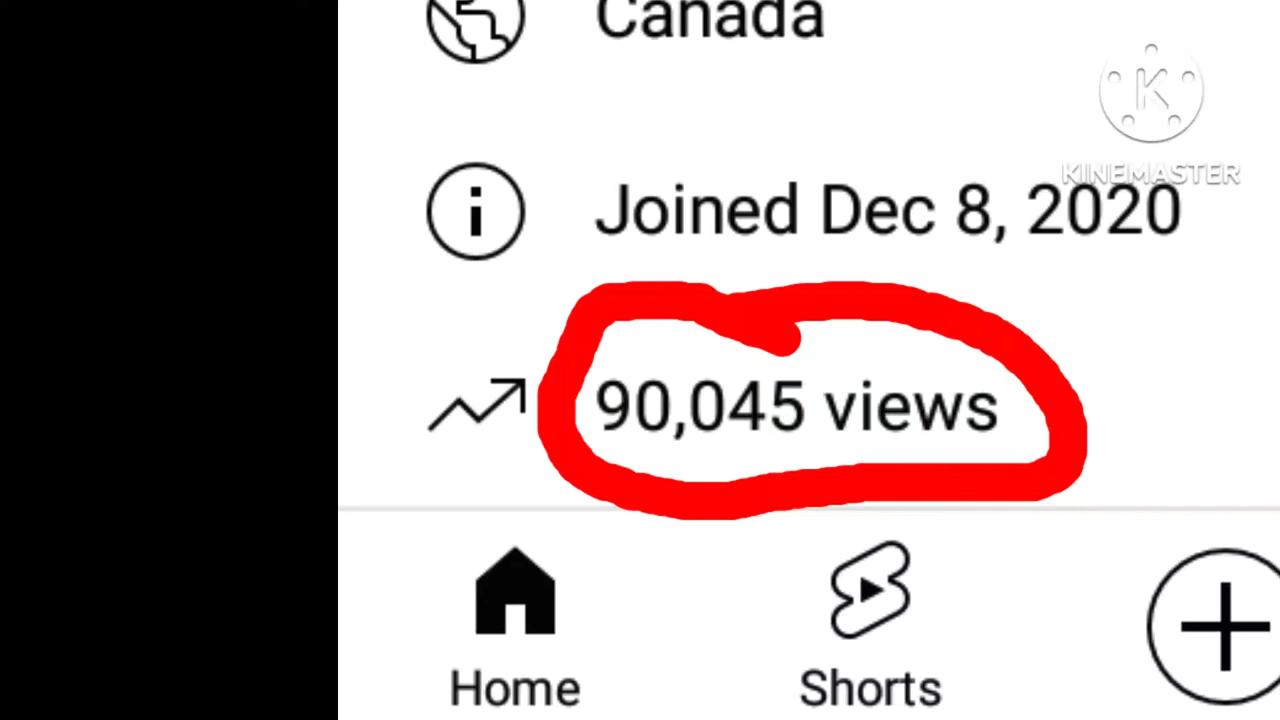 Canada
K
KINEMASTER
Joined Dec 8, 2020
90,045 views
Home
Shorts